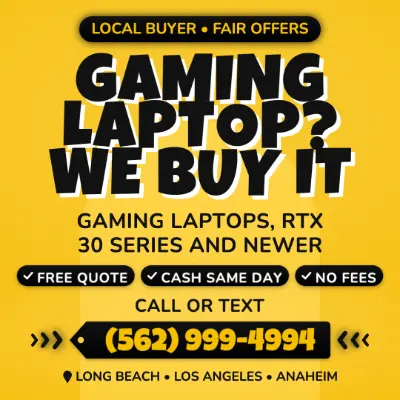 LOCAL BUYER • FAIR OFFERS
GAMING
LAPTOP?
WE BUY IT
GAMING LAPTOPS, RTX
30 SERIES AND NEWER
✓ FREE QUOTE ✓ CASH SAME DAY ✓ NO FEES
CALL OR TEXT
(562) 999-4994
LONG BEACH • LOS ANGELES • ANAHEIM